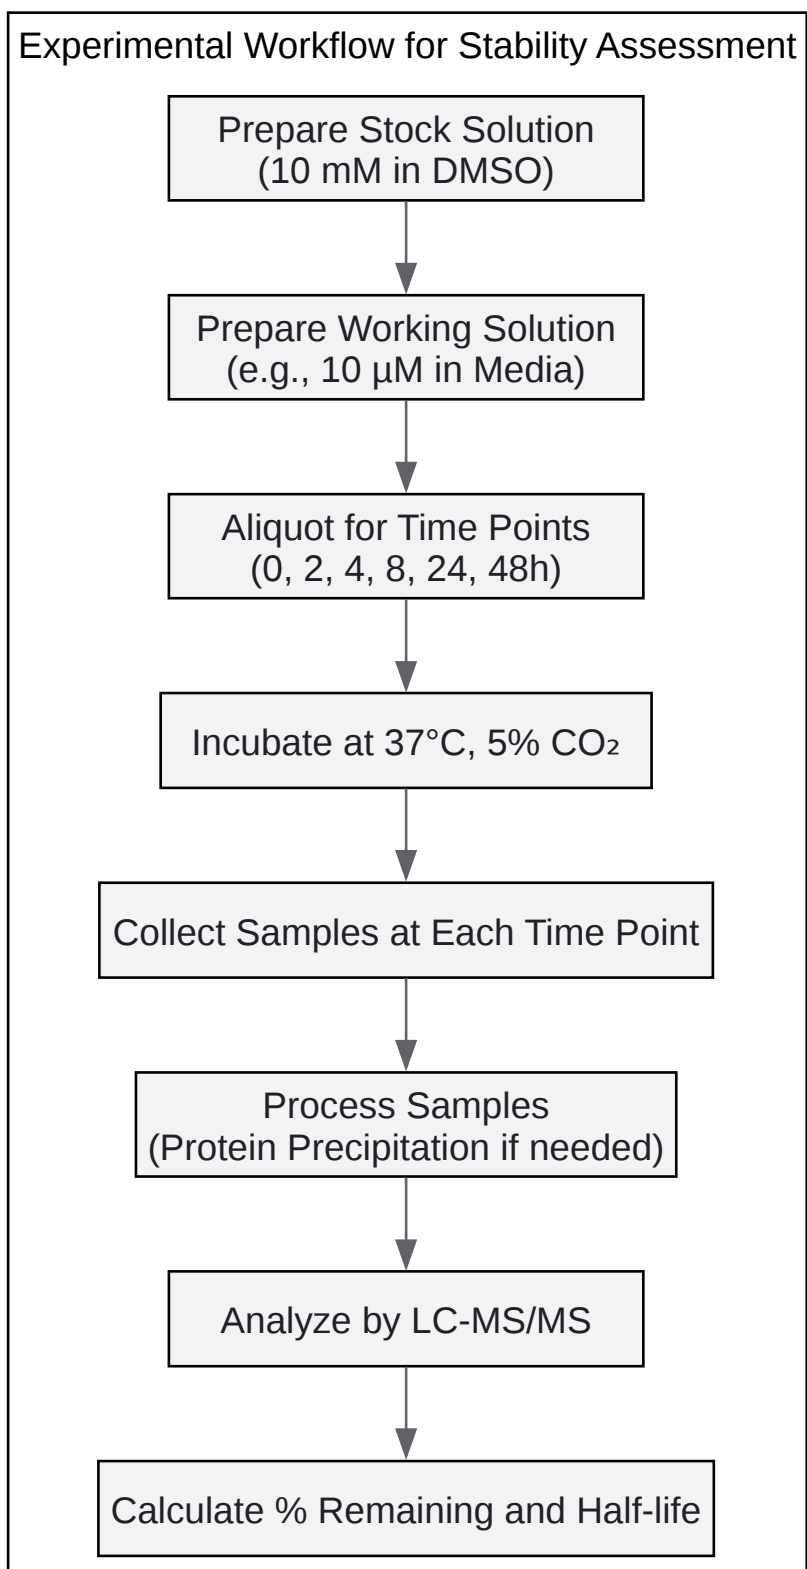 Experimental Workflow for Stability Assessment
Prepare Stock Solution
(10 mM in DMSO)
Prepare Working Solution
(e.g., 10 µM in Media)
Aliquot for Time Points
(0, 2, 4, 8, 24, 48h)
Incubate at 37°C, 5% CO₂
Collect Samples at Each Time Point
Process Samples
(Protein Precipitation if needed)
Analyze by LC-MS/MS
Calculate % Remaining and Half-life